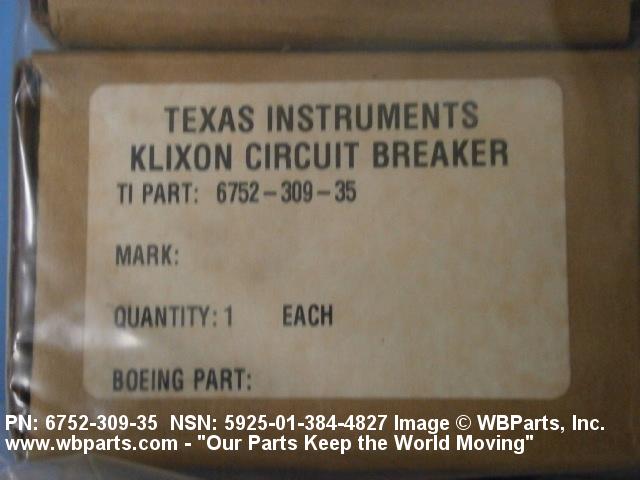 TEXAS INSTRUMENTS
KLIXON CIRCUIT BREAKER
TI PART: 6752-309-35
MARK:
QUANTITY: 1 EACH
BOEING PART:
PN: 6752-309-35 NSN: 5925-01-384-4827 Image © WBParts, Inc.
www.wbparts.com - "Our Parts Keep the World Moving"